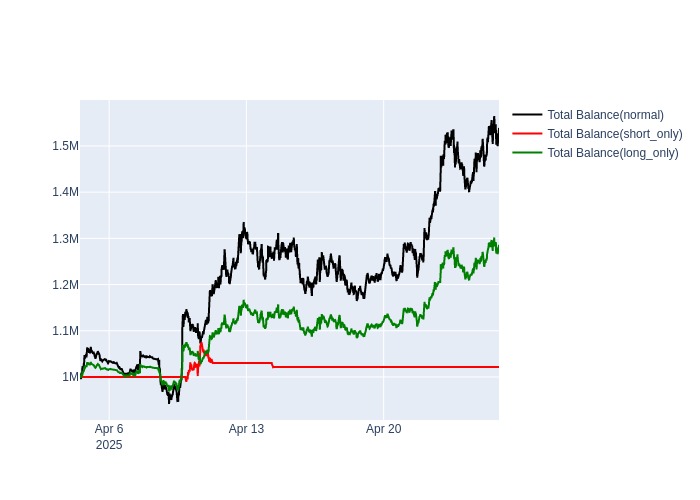 Total Balance(normal)
Total Balance(short_only)
Total Balance(long_only)
1.5M
1.4M
1.3M
1.2M
1.1M
1M
Apr 6
2025
Apr 13
Apr 20